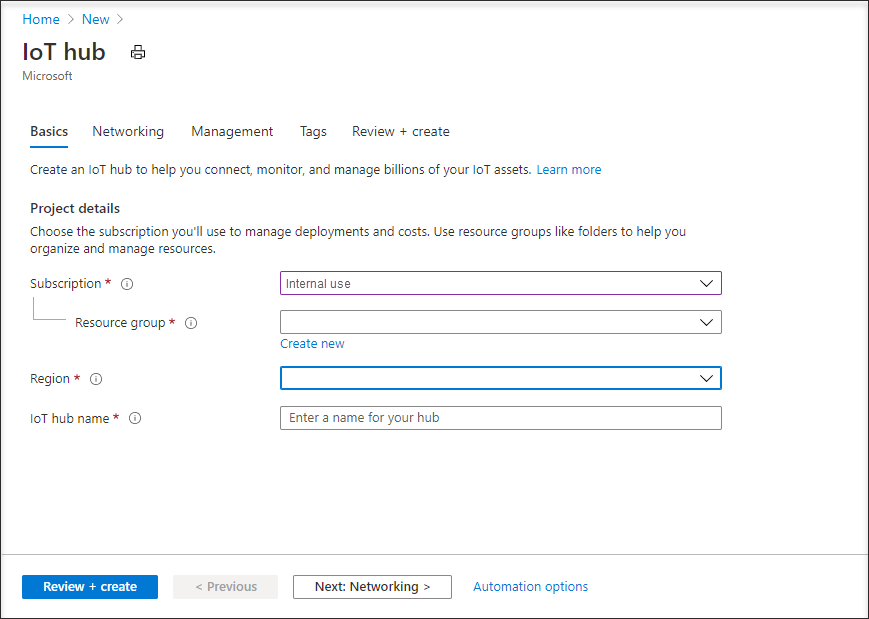 Home > New >
IoT hub
Microsoft
Basics Networking Management Tags Review + create
Create an IoT hub to help you connect, monitor, and manage billions of your IoT assets. Learn more
Project details
Choose the subscription you'll use to manage deployments and costs. Use resource groups like folders to help you
organize and manage resources.
Subscription * Internal use
Resource group *
Create new
Region *
IoT hub name * Enter a name for your hub
Review + create < Previous Next: Networking > Automation options